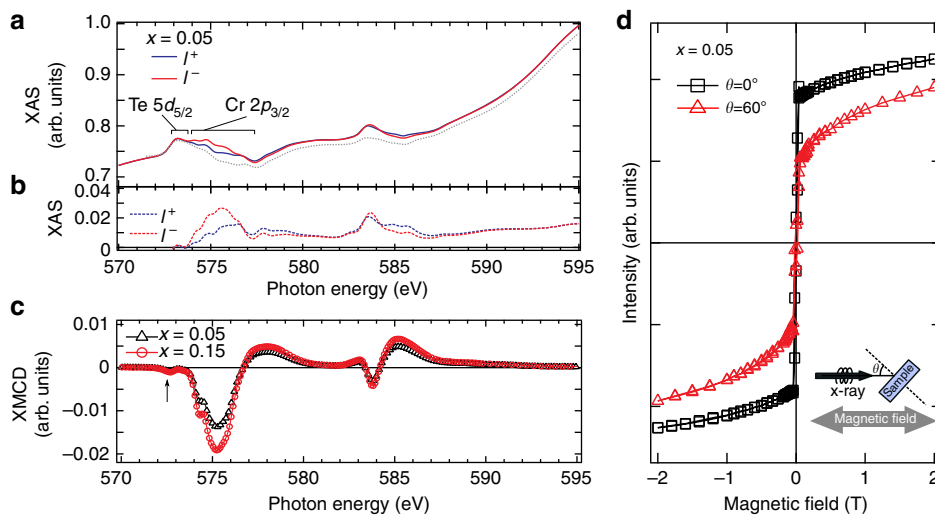 a
1.0
0.9
0.8
0.7
XAS
(arb. units)
x = 0.05
I⁺
I⁻
Te 5d5/2
Cr 2p3/2
b
0.04
0.02
0
XAS
I⁺
I⁻
570 575 580 585 590 595
Photon energy (eV)
c
0.01
0
−0.01
−0.02
XMCD
(arb. units)
x = 0.05
x = 0.15
570 575 580 585 590 595
Photon energy (eV)
d
x = 0.05
θ=0°
θ=60°
Intensity (arb. units)
θ
Sample
x-ray
Magnetic field
−2 −1 0 1 2
Magnetic field (T)